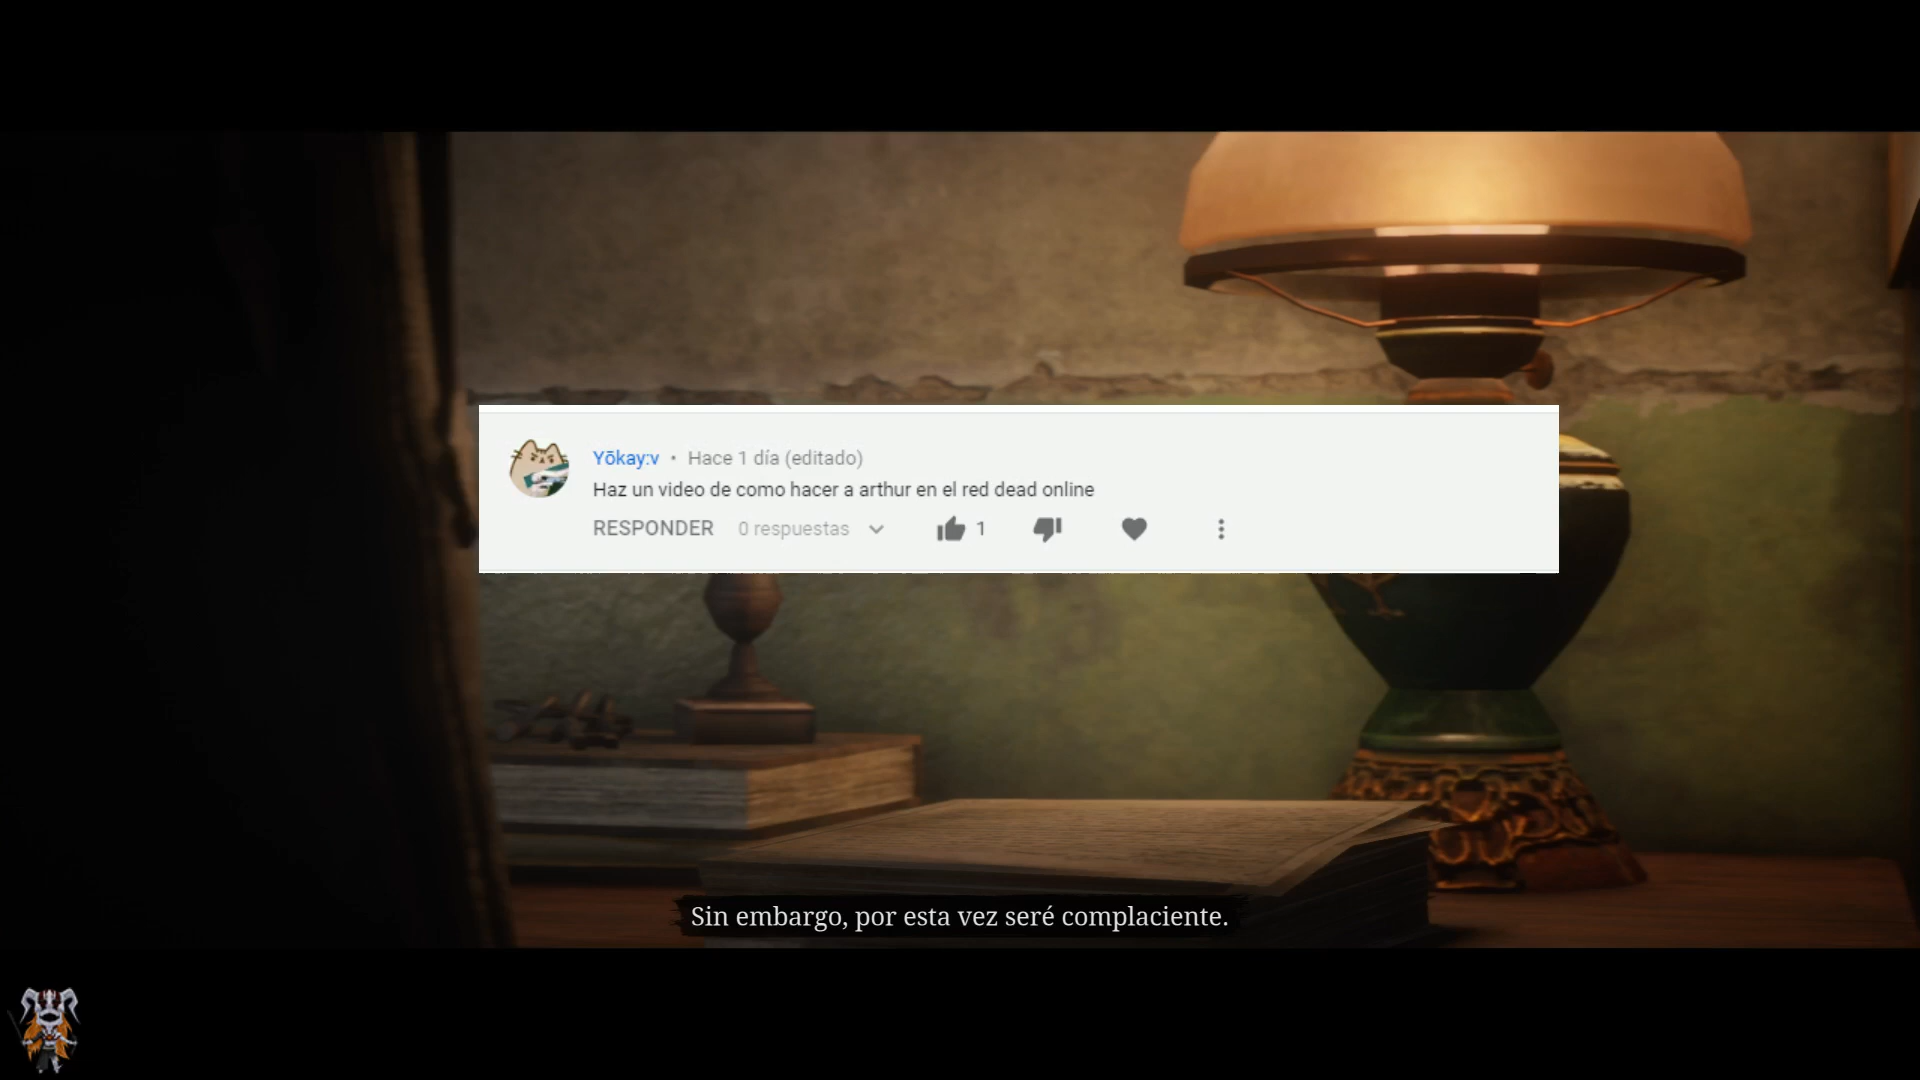 Yōkay:v • Hace 1 día (editado)
Haz un video de como hacer a arthur en el red dead online
RESPONDER 0 respuestas 1
Sin embargo, por esta vez seré complaciente.